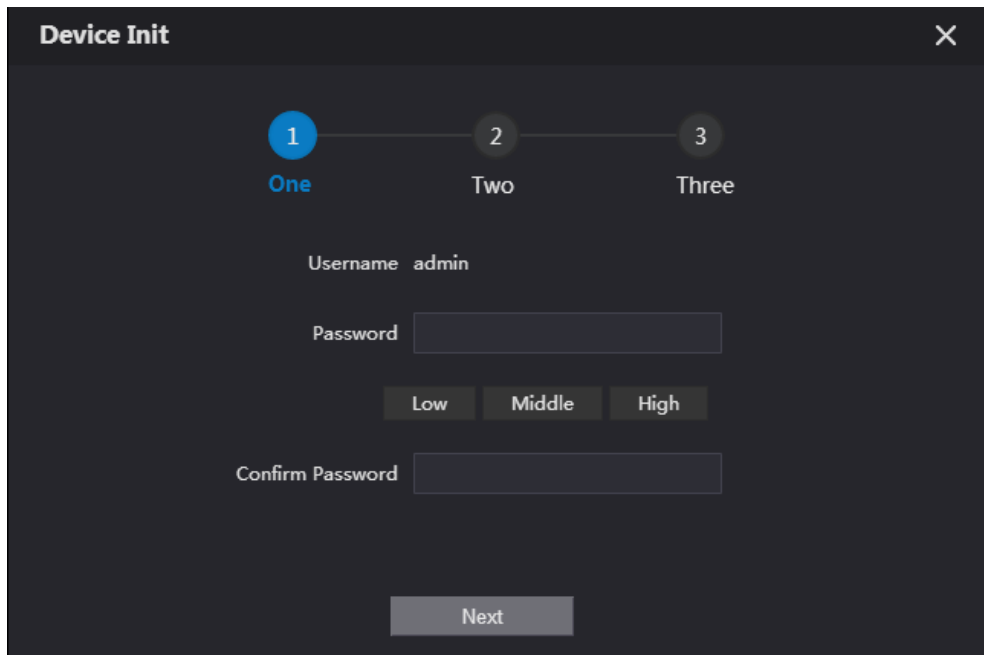 Device Init
1 2 3
One Two Three
Username admin
Password
Low Middle High
Confirm Password
Next